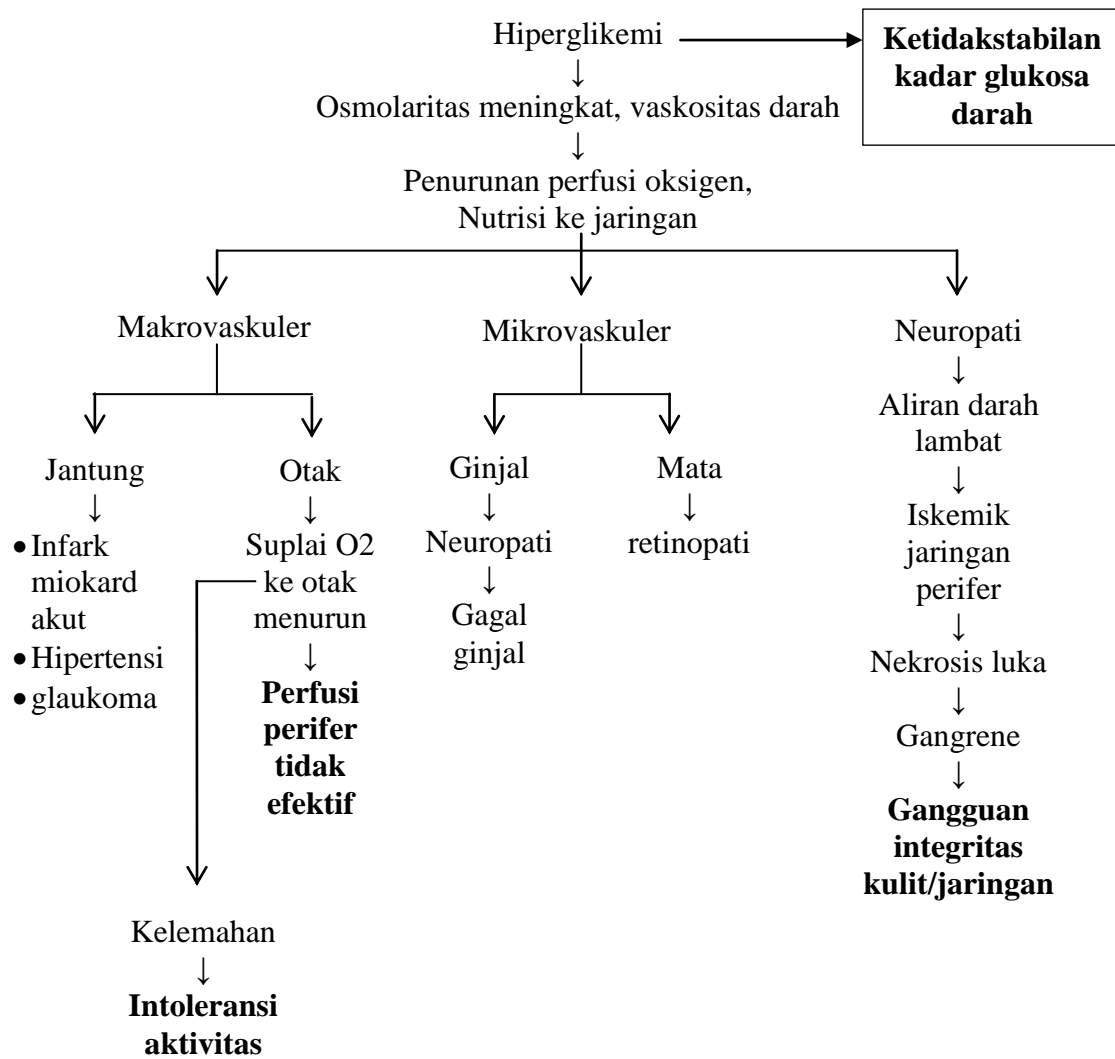 Hiperglikemi
Ketidakstabilan
kadar glukosa
darah
↓
Osmolaritas meningkat, vaskositas darah
↓
Penurunan perfusi oksigen,
Nutrisi ke jaringan
Makrovaskuler
Jantung
↓
• Infark
miokard
akut
• Hipertensi
• glaukoma
Otak
↓
Suplai O2
ke otak
menurun
↓
Perfusi
perifer
tidak
efektif
Kelemahan
↓
Intoleransi
aktivitas
Mikrovaskuler
Ginjal
↓
Neuropati
↓
Gagal
ginjal
Mata
↓
retinopati
Neuropati
↓
Aliran darah
lambat
↓
Iskemik
jaringan
perifer
↓
Nekrosis luka
↓
Gangrene
↓
Gangguan
integritas
kulit/jaringan